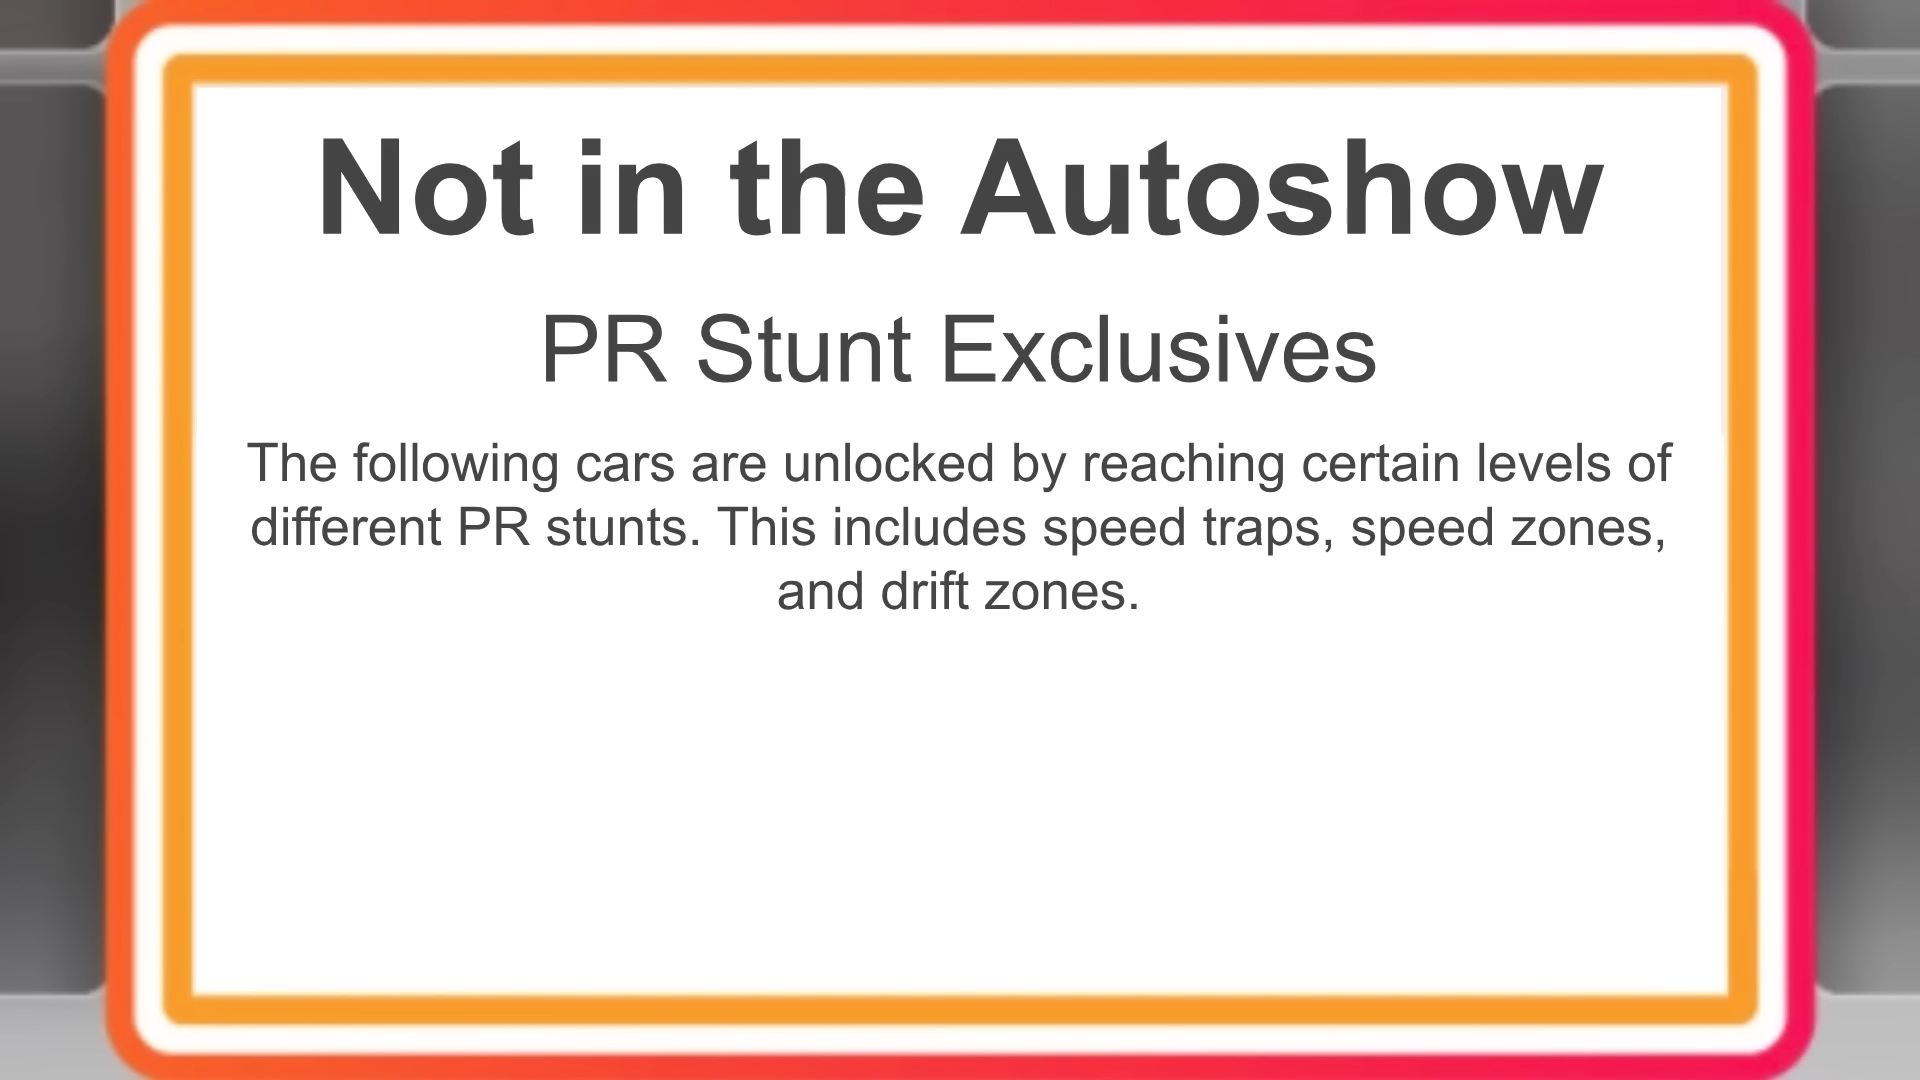 Not in the Autoshow
PR Stunt Exclusives
The following cars are unlocked by reaching certain levels of
different PR stunts. This includes speed traps, speed zones,
and drift zones.